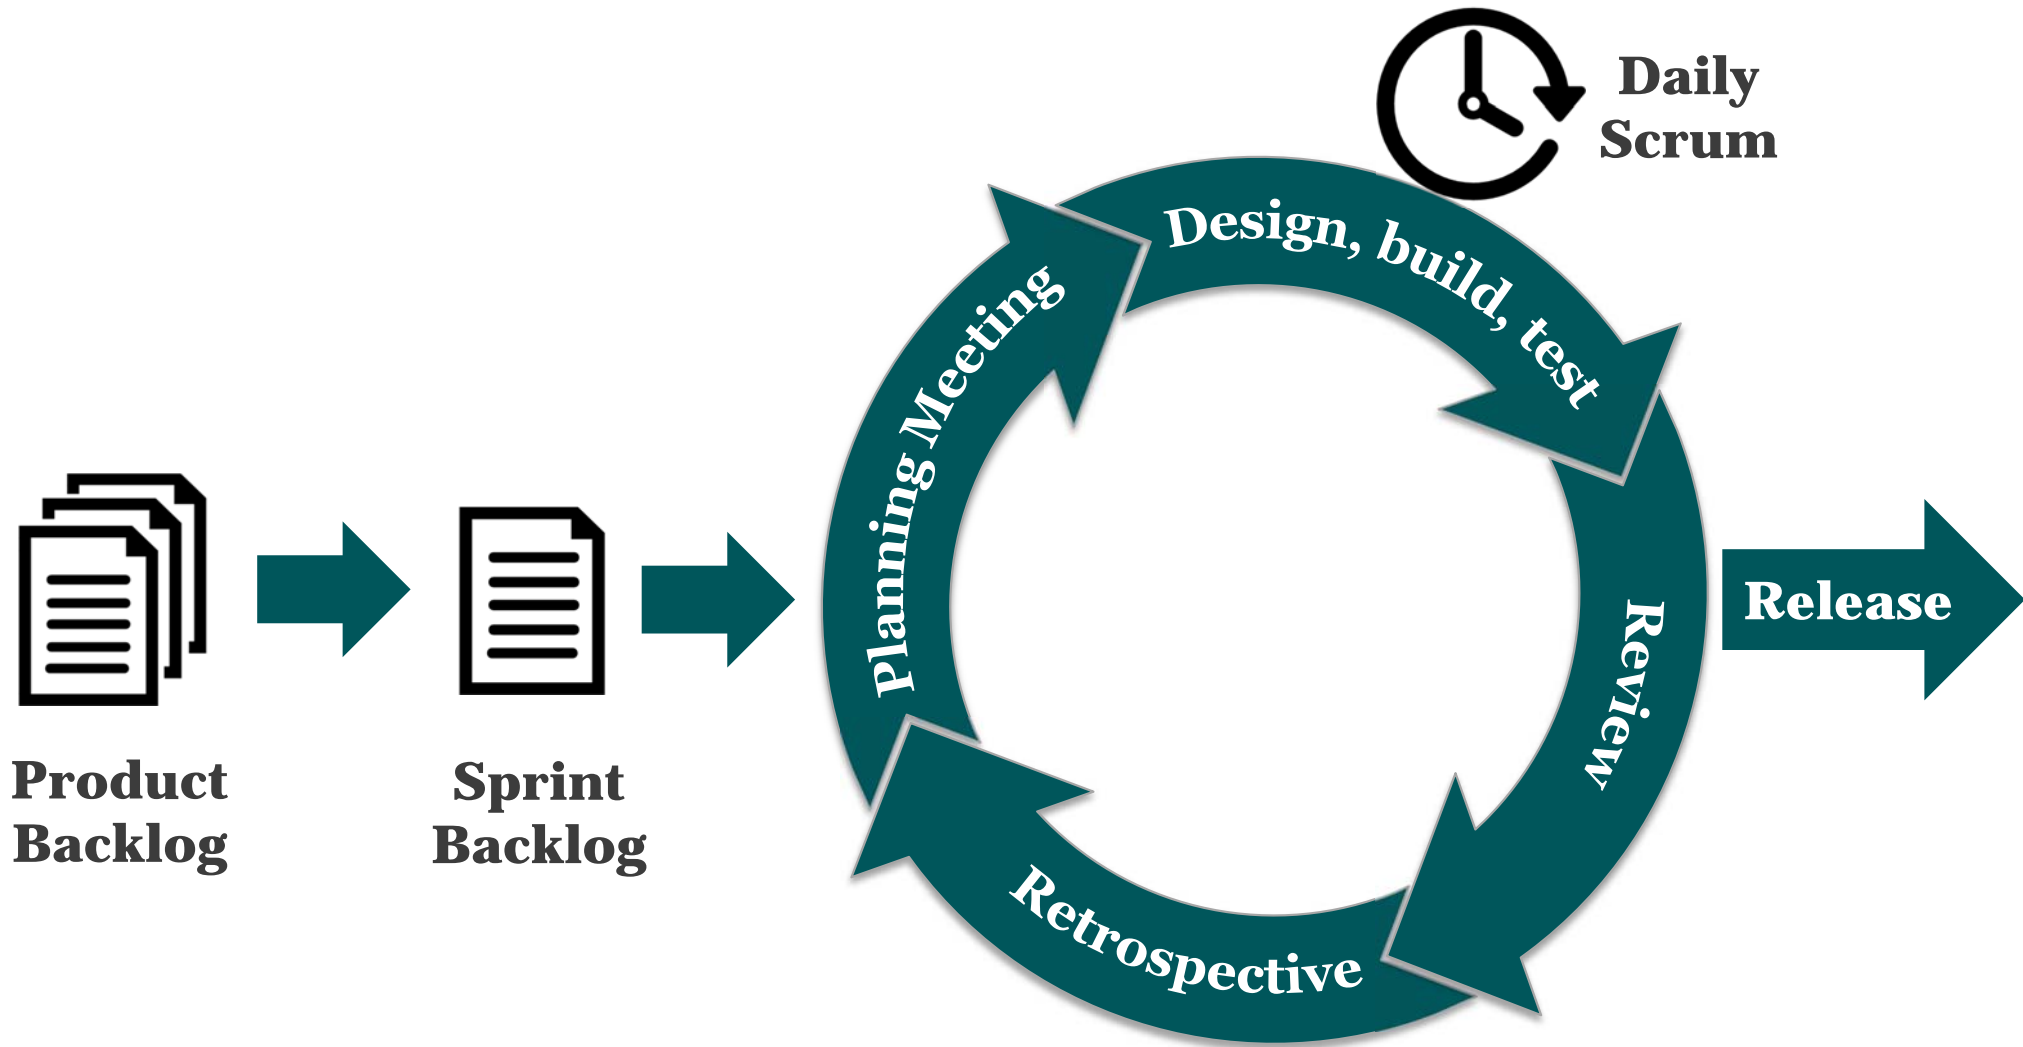 Daily
Scrum
Design, build, test
Planning Meeting
Review
Release
Retrospective
Product
Backlog
Sprint
Backlog